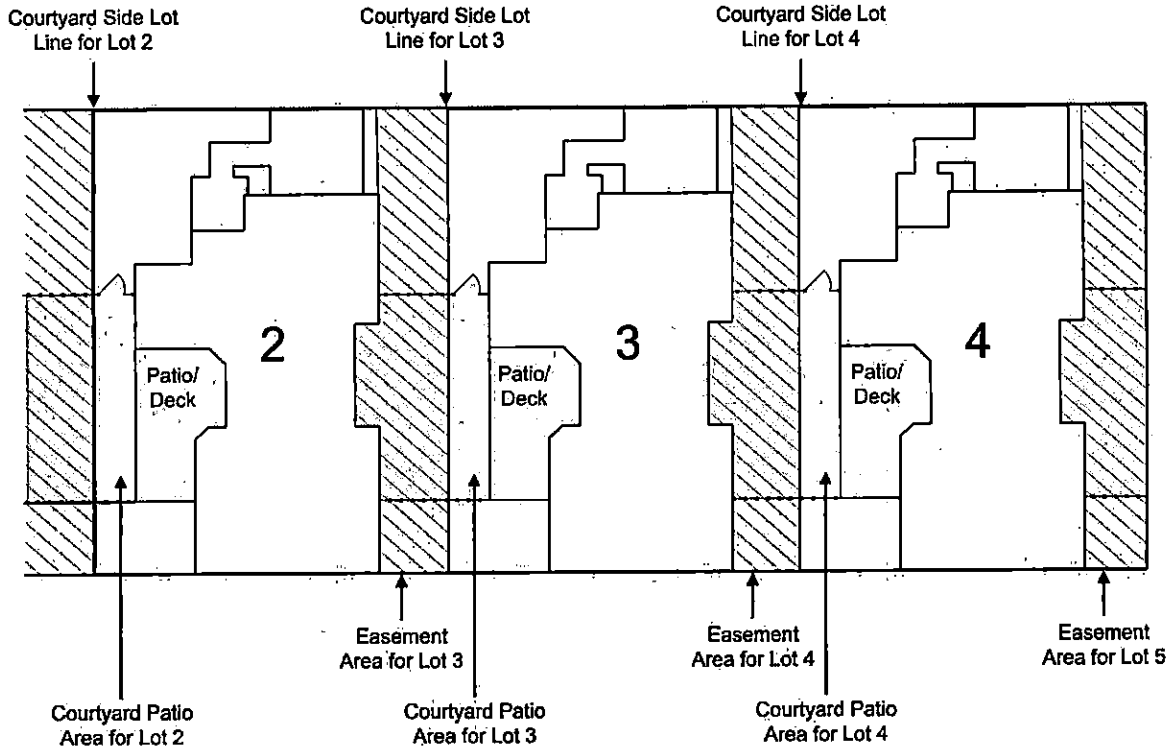 Courtyard Side Lot
Line for Lot 2
Courtyard Side Lot
Line for Lot 3
Courtyard Side Lot
Line for Lot 4
2
3
4
Patio/
Deck
Patio/
Deck
Patio/
Deck
Easement
Area for Lot 3
Easement
Area for Lot 4
Easement
Area for Lot 5
Courtyard Patio
Area for Lot 2
Courtyard Patio
Area for Lot 3
Courtyard Patio
Area for Lot 4